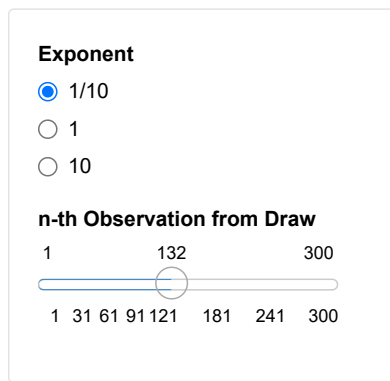 Exponent
1/10
1
10
n-th Observation from Draw
1 132 300
1 31 61 91 121 181 241 300